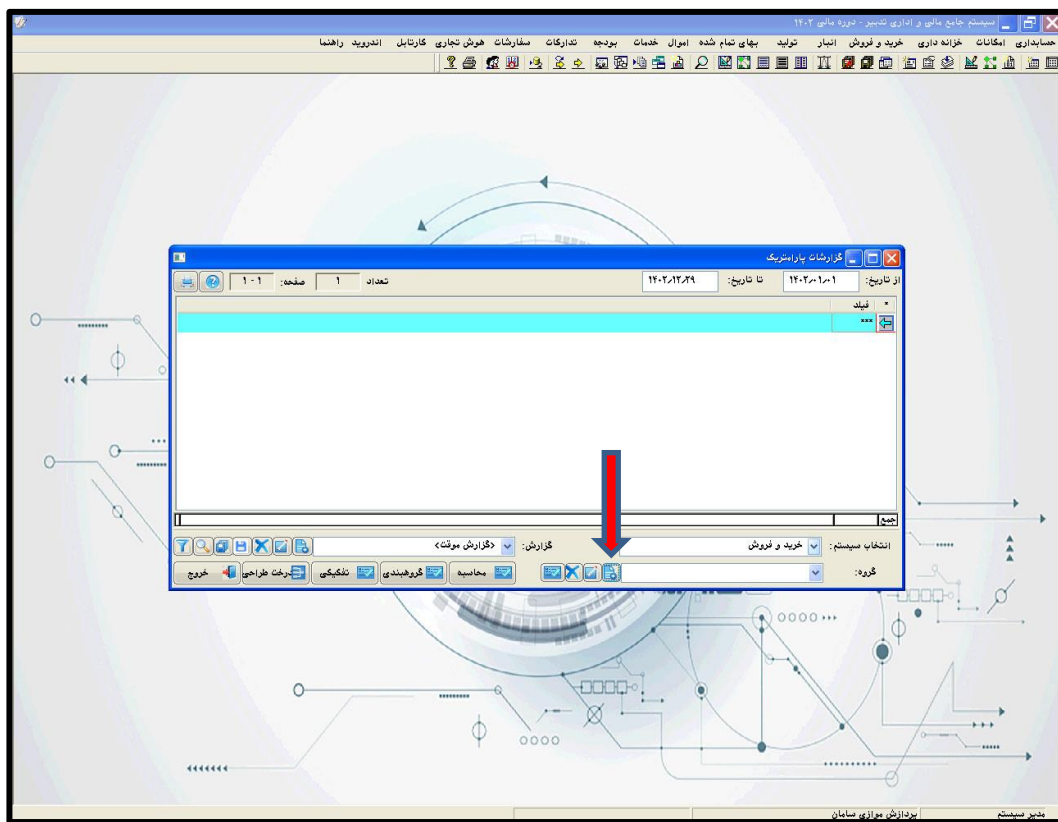 سیستم جامع مالی و اداری تدبیر - دوره مالی ۱۴۰۲
حسابداری امکانات خزانه داری خرید و فروش انبار تولید بهای تمام شده اموال خدمات بودجه تدارکات سفارشات هوش تجاری کارتابل اندروید راهنما
گزارشات پارامتریک
از تاریخ: ۱۴۰۲/۰۱/۰۱ تا تاریخ: ۱۴۰۲/۱۲/۲۹ تعداد ۱ صفحه: ۱ - ۱
* فیلد
***
جمع
انتخاب سیستم: خرید و فروش گزارش: <گزارش موقت>
گروه: محاسبه گروهبندی تفکیکی درخت طراحی خروج
مدیر سیستم پردازش موازی سامان